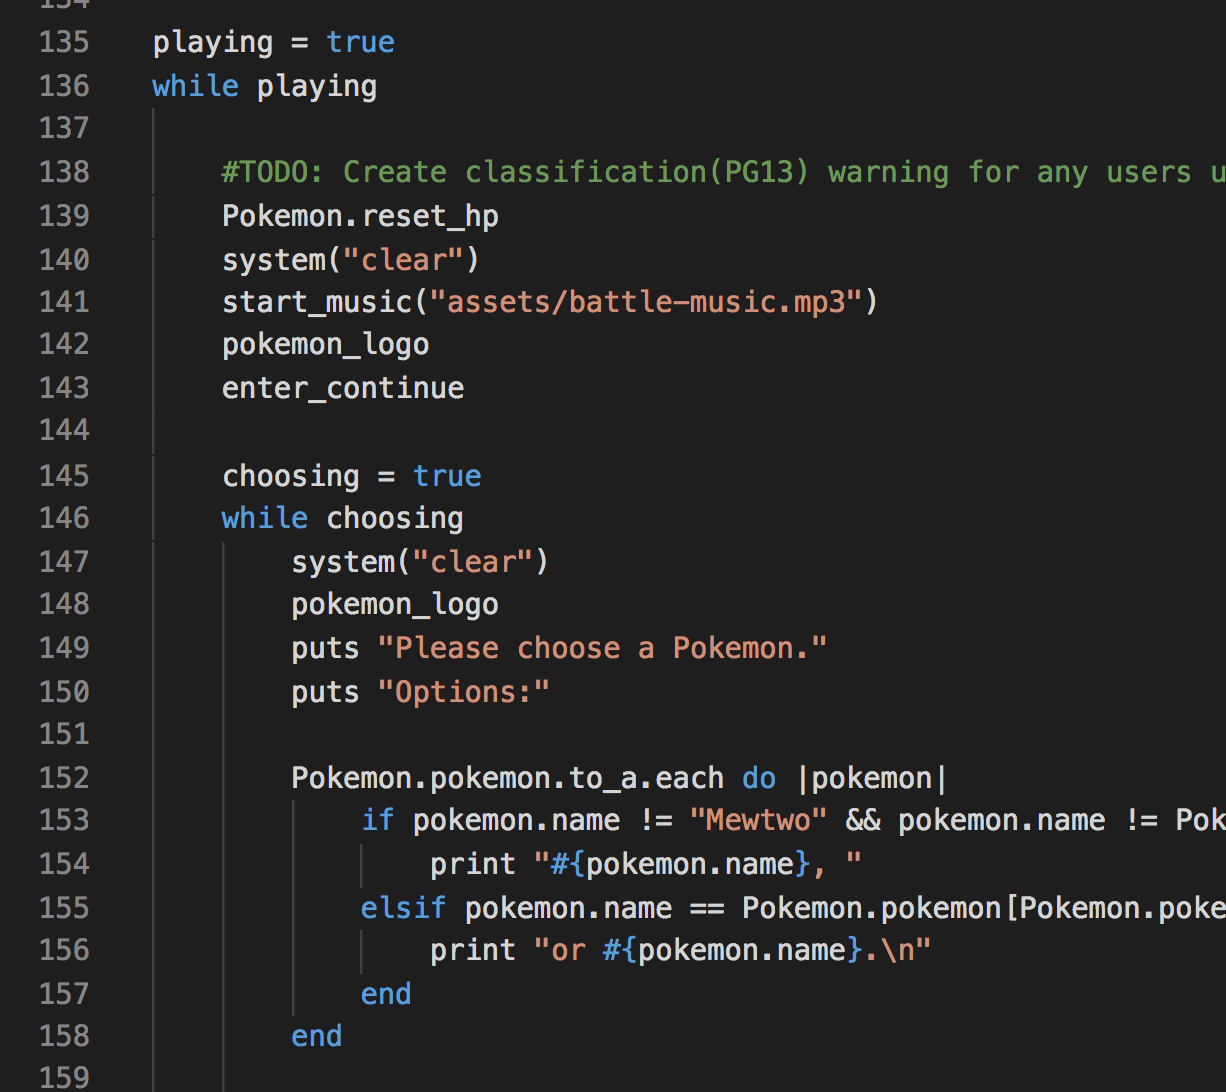 135 playing = true
136 while playing
137
138 #TODO: Create classification(PG13) warning for any users
139 Pokemon.reset_hp
140 system("clear")
141 start_music("assets/battle-music.mp3")
142 pokemon_logo
143 enter_continue
144
145 choosing = true
146 while choosing
147 system("clear")
148 pokemon_logo
149 puts "Please choose a Pokemon."
150 puts "Options:"
151
152 Pokemon.pokemon.to_a.each do |pokemon|
153 if pokemon.name != "Mewtwo" && pokemon.name != Pok
154 print "#{pokemon.name}, "
155 elsif pokemon.name == Pokemon.pokemon[Pokemon.poke
156 print "or #{pokemon.name}.\n"
157 end
158 end
159